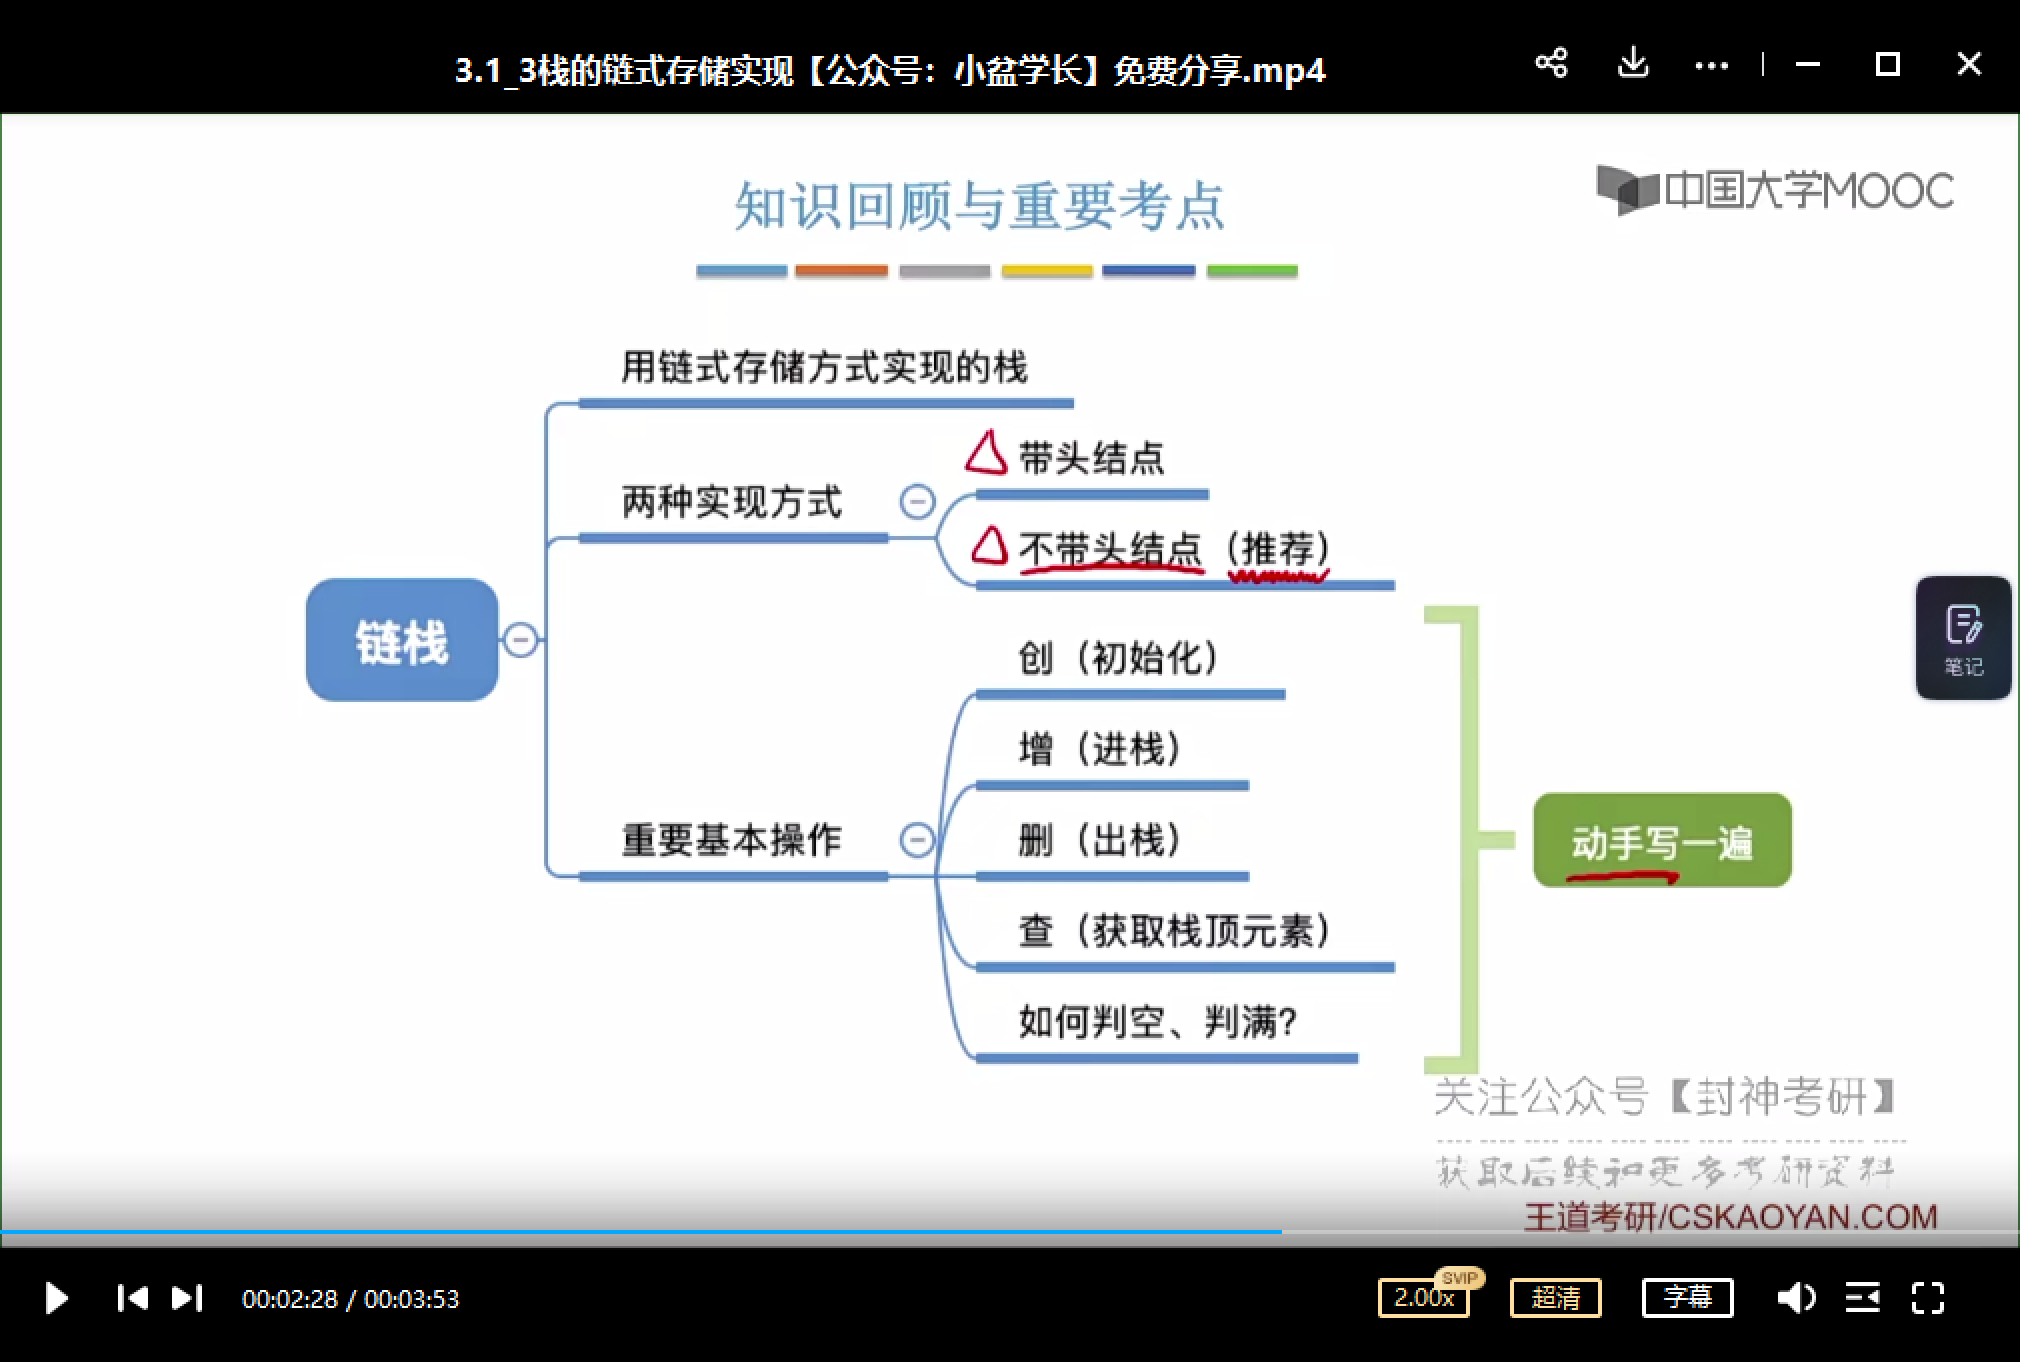 3.1_3栈的链式存储实现【公众号：小盆学长】免费分享.mp4
中国大学MOOC
知识回顾与重要考点
用链式存储方式实现的栈
带头结点
两种实现方式
不带头结点（推荐）
链栈
创（初始化）
增（进栈）
重要基本操作
删（出栈）
查（获取栈顶元素）
如何判空、判满？
动手写一遍
笔记
关注公众号【封神考研】
获取后续和更多考研资料
王道考研/CSKAOYAN.COM
00:02:28 / 00:03:53
2.00x
SVIP
超清
字幕